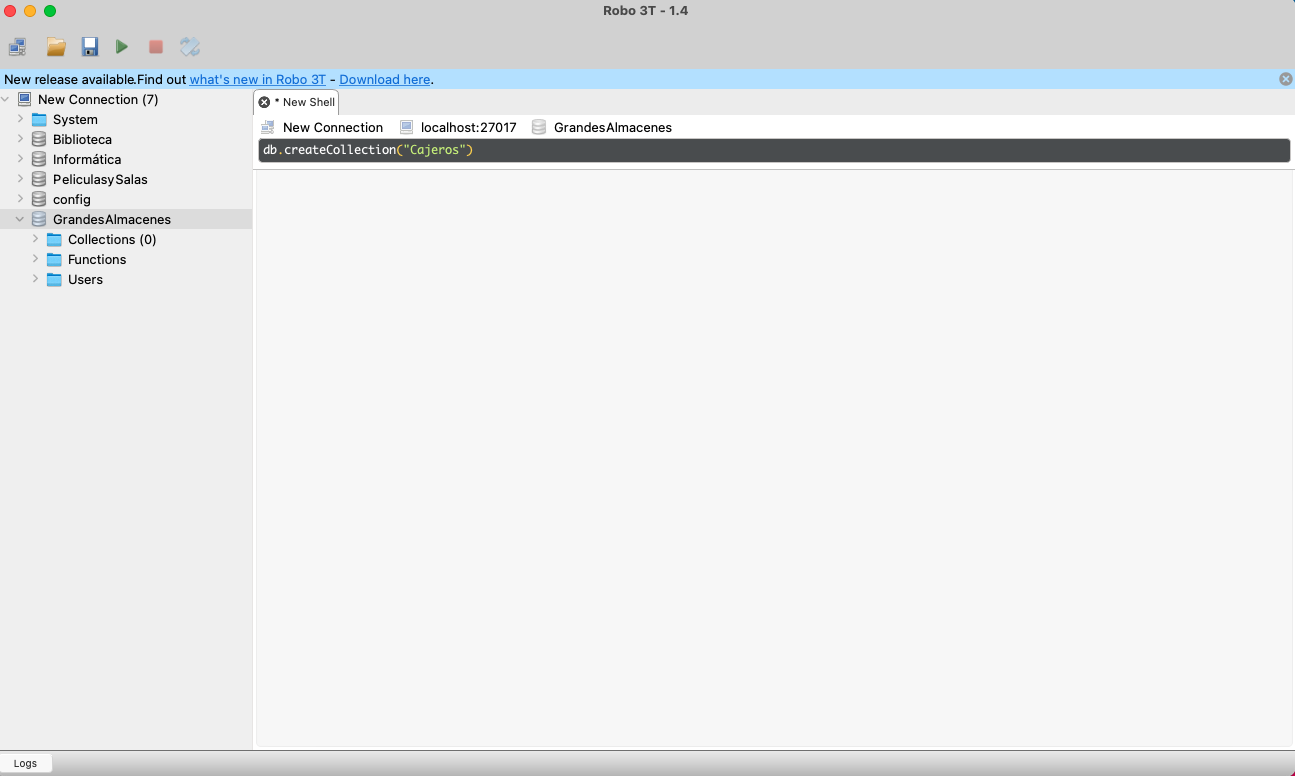 Robo 3T - 1.4
New release available.Find out what's new in Robo 3T - Download here.
New Connection (7)
System
Biblioteca
Informática
PeliculasySalas
config
GrandesAlmacenes
Collections (0)
Functions
Users
* New Shell
New Connection localhost:27017 GrandesAlmacenes
db.createCollection("Cajeros")
Logs